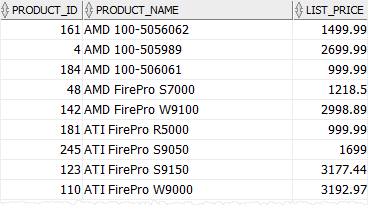 PRODUCT_ID PRODUCT_NAME LIST_PRICE
161 AMD 100-5056062 1499.99
4 AMD 100-505989 2699.99
184 AMD 100-506061 999.99
48 AMD FirePro S7000 1218.5
142 AMD FirePro W9100 2998.89
181 ATI FirePro R5000 999.99
245 ATI FirePro S9050 1699
123 ATI FirePro S9150 3177.44
110 ATI FirePro W9000 3192.97